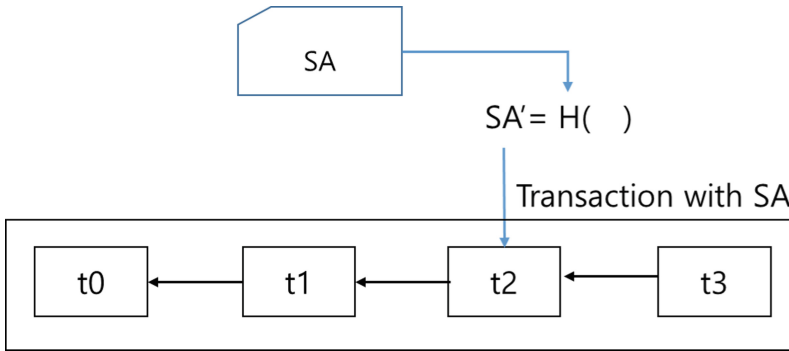 SA
SA'= H(   )
Transaction with SA
t0
t1
t2
t3